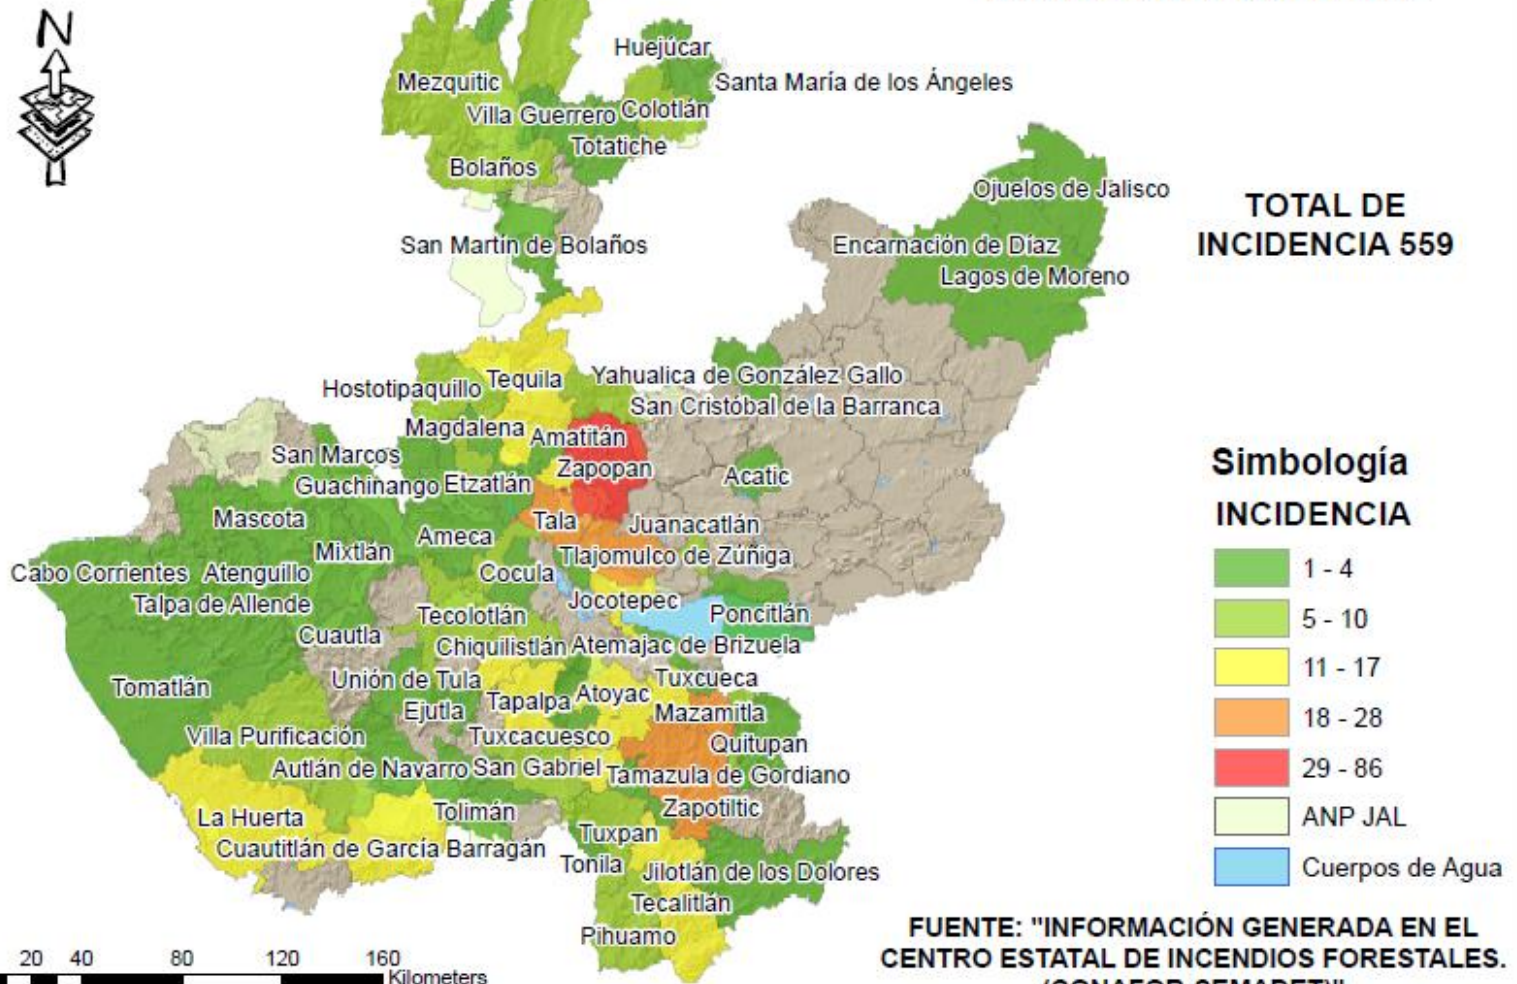 N
Huejúcar
Mezquitic
Santa María de los Ángeles
Villa Guerrero
Colotlán
Totatiche
Bolaños
Ojuelos de Jalisco
TOTAL DE
INCIDENCIA 559
San Martín de Bolaños
Encarnación de Díaz
Lagos de Moreno
Hostotipaquillo
Tequila
Yahualica de González Gallo
San Cristóbal de la Barranca
Magdalena
Amatitán
San Marcos
Zapopan
Acatic
Guachinango
Etzatlán
Mascota
Tala
Juanacatlán
Ameca
Mixtlán
Tlajomulco de Zúñiga
Cabo Corrientes
Atenguillo
Cocula
Talpa de Allende
Jocotepec
Poncitlán
Tecolotlán
Cuautla
Chiquilistlán
Atemajac de Brizuela
Unión de Tula
Tuxcueca
Tomatlán
Tapalpa
Atoyac
Ejutla
Mazamitla
Villa Purificación
Tuxcacuesco
Quitupan
Autlán de Navarro
San Gabriel
Tamazula de Gordiano
La Huerta
Tolimán
Zapotiltic
Cuautitlán de García Barragán
Tuxpan
Tonila
Jilotlán de los Dolores
Tecalitlán
Pihuamo
Simbología
INCIDENCIA
1 - 4
5 - 10
11 - 17
18 - 28
29 - 86
ANP JAL
Cuerpos de Agua
FUENTE: "INFORMACIÓN GENERADA EN EL
CENTRO ESTATAL DE INCENDIOS FORESTALES.
20 40 80 120 160
Kilometers